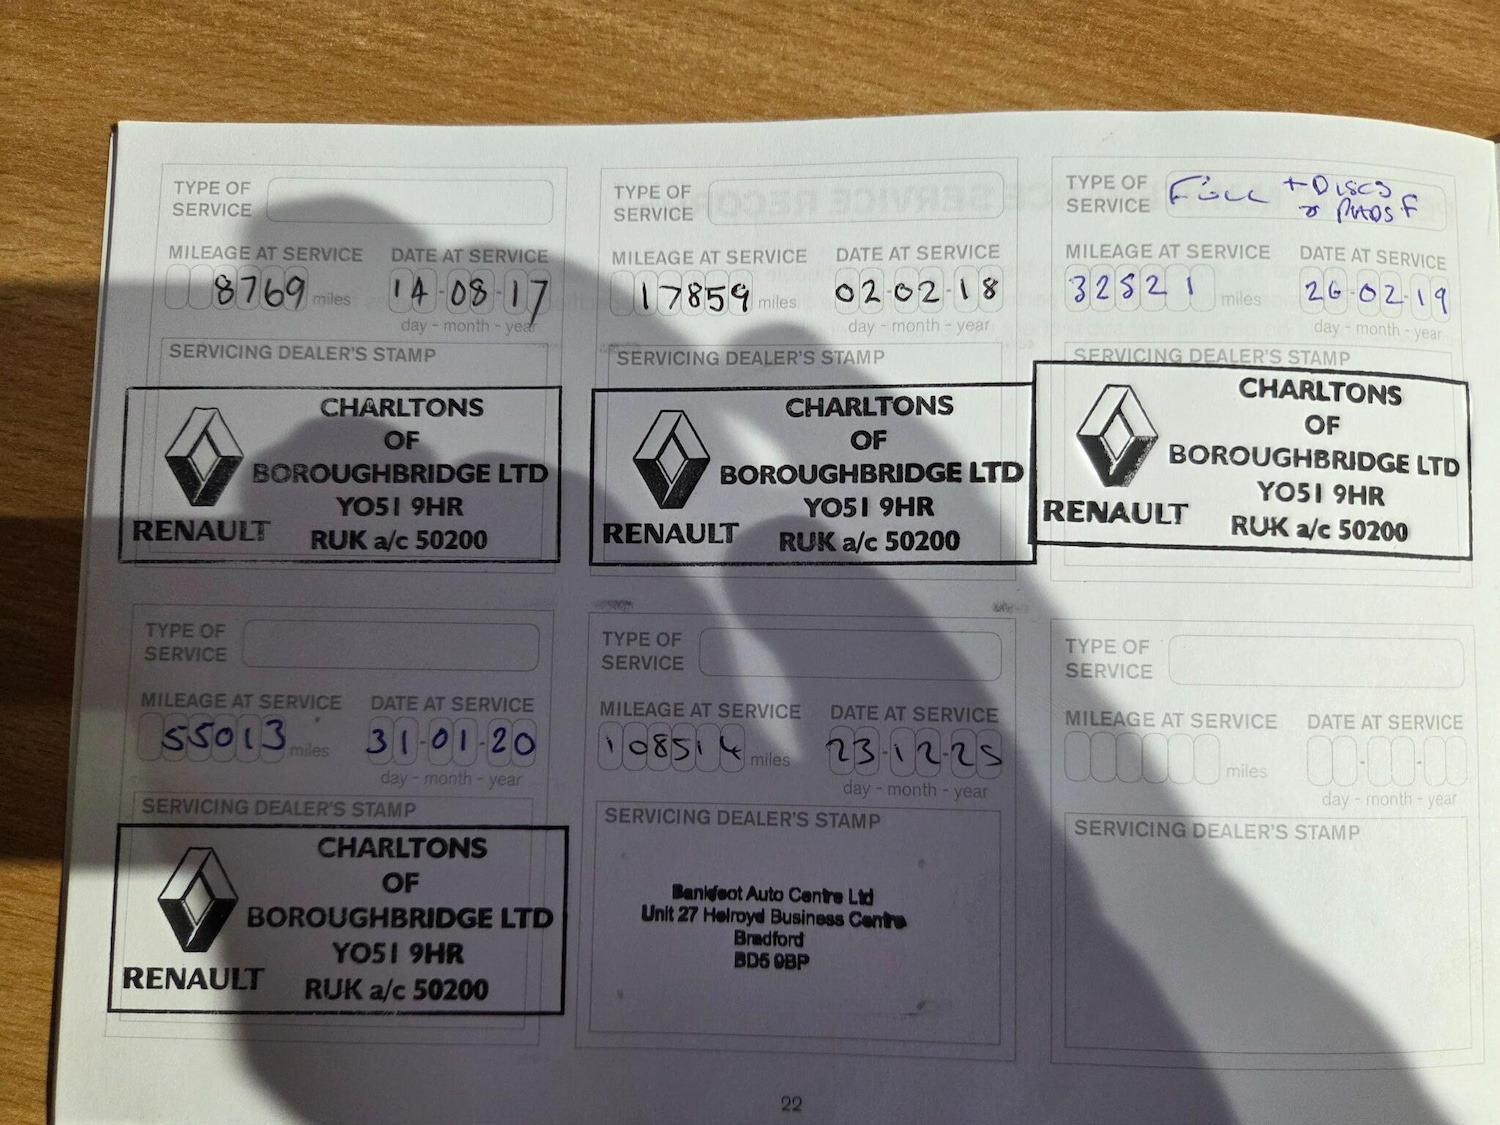 TYPE OF
SERVICE
MILEAGE AT SERVICE DATE AT SERVICE
8769 miles 14-08-17
day - month - year
SERVICING DEALER'S STAMP
CHARLTONS
OF
BOROUGHBRIDGE LTD
YO51 9HR
RENAULT RUK a/c 50200
TYPE OF
SERVICE
MILEAGE AT SERVICE DATE AT SERVICE
17859 miles 02-02-18
day - month - year
SERVICING DEALER'S STAMP
CHARLTONS
OF
BOROUGHBRIDGE LTD
YO51 9HR
RENAULT RUK a/c 50200
TYPE OF
SERVICE Full + DISCS
PADS F
MILEAGE AT SERVICE DATE AT SERVICE
32521 miles 26-02-19
day - month - year
SERVICING DEALER'S STAMP
CHARLTONS
OF
BOROUGHBRIDGE LTD
YO51 9HR
RENAULT RUK a/c 50200
TYPE OF
SERVICE
MILEAGE AT SERVICE DATE AT SERVICE
55013 miles 31-01-20
day - month - year
SERVICING DEALER'S STAMP
CHARLTONS
OF
BOROUGHBRIDGE LTD
YO51 9HR
RENAULT RUK a/c 50200
TYPE OF
SERVICE
MILEAGE AT SERVICE DATE AT SERVICE
108514 miles 23-12-25
day - month - year
SERVICING DEALER'S STAMP
Bankfoot Auto Centre Ltd
Unit 27 Holroyd Business Centre
Bradford
BD5 9BP
TYPE OF
SERVICE
MILEAGE AT SERVICE DATE AT SERVICE
miles - -
day - month - year
SERVICING DEALER'S STAMP
22